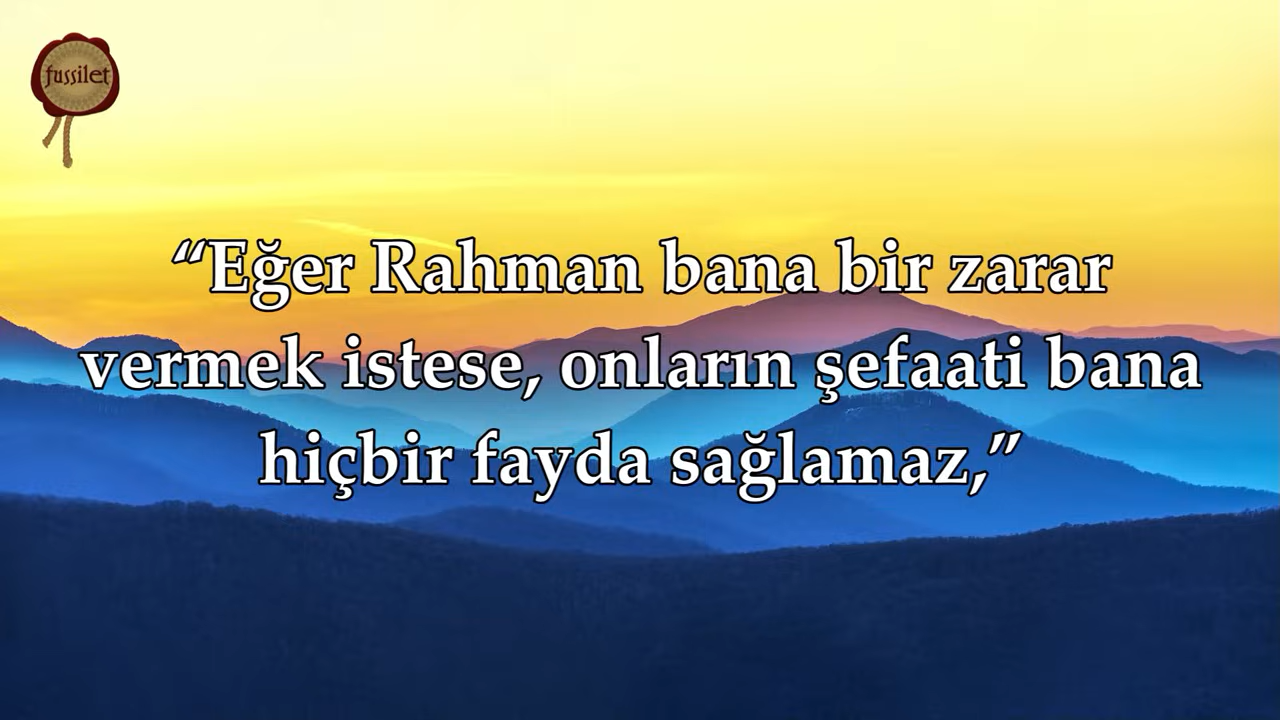 fussilet
“Eğer Rahman bana bir zarar
vermek istese, onların şefaati bana
hiçbir fayda sağlamaz,”